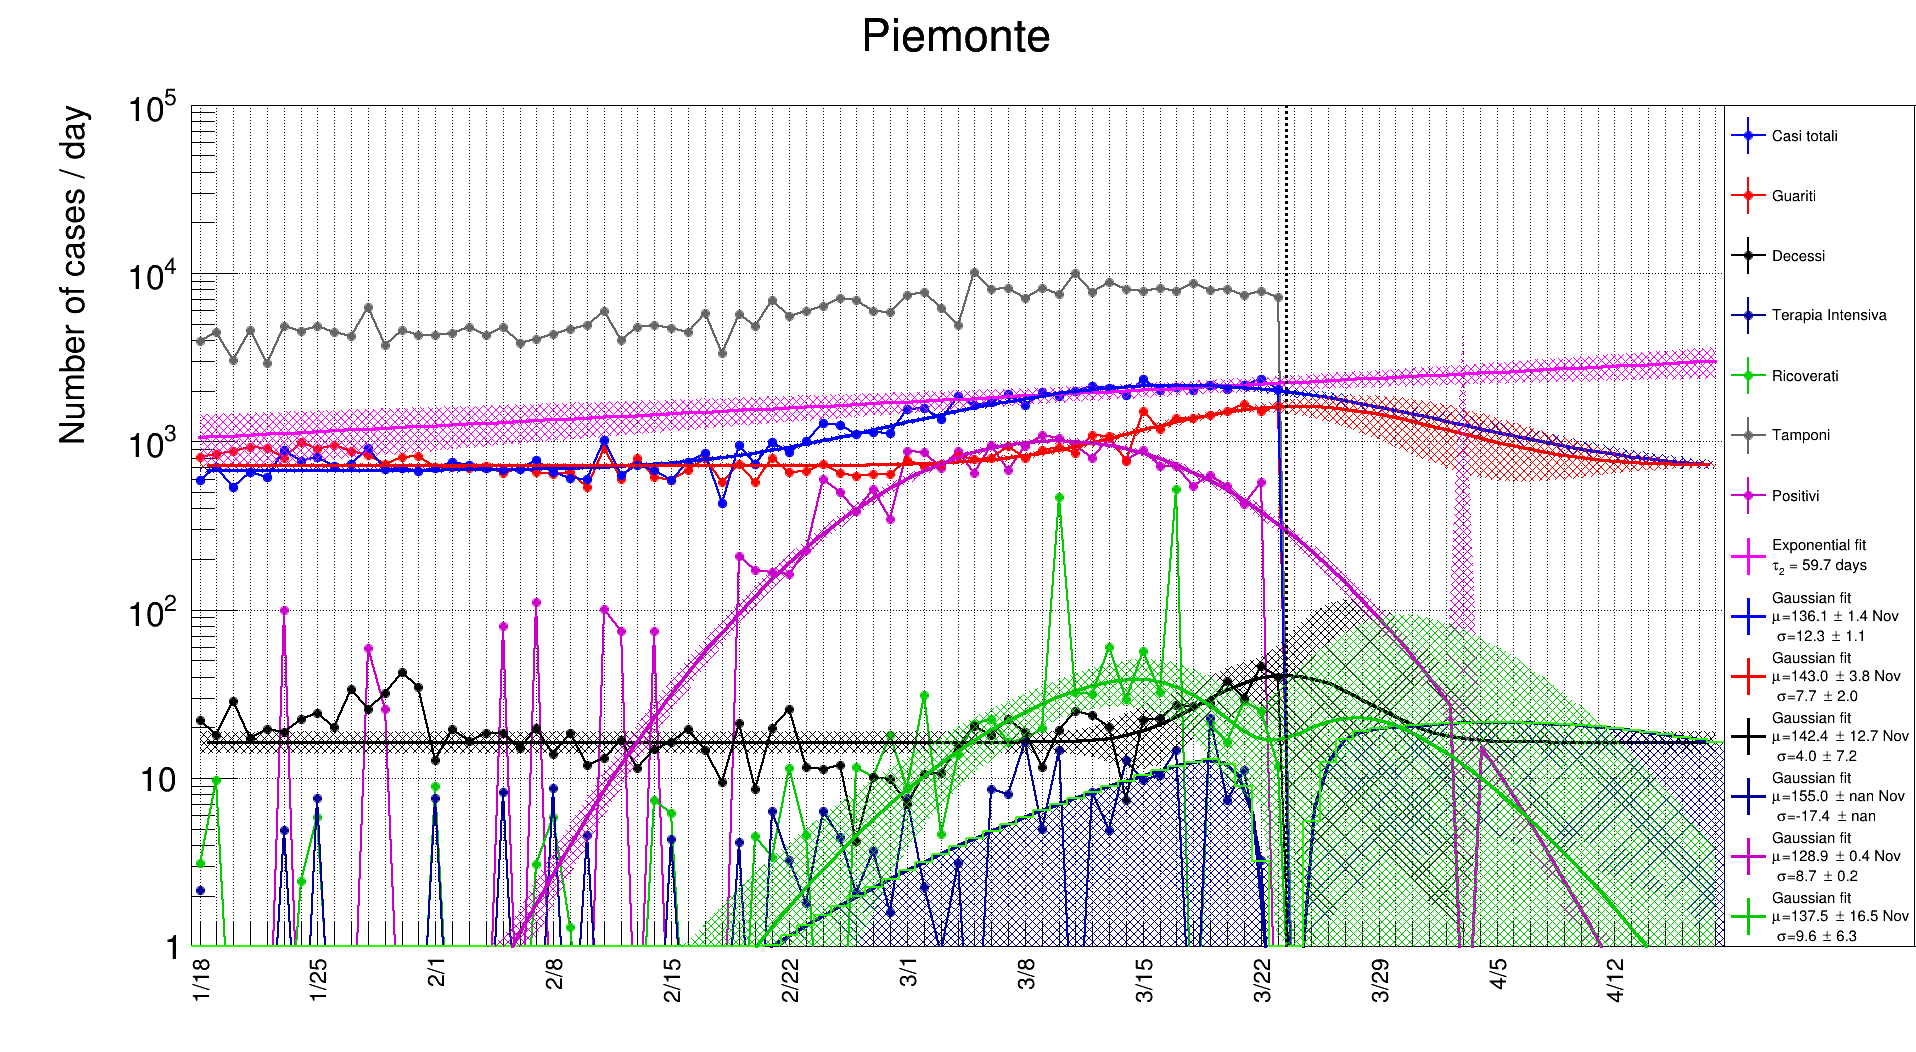 Piemonte
Number of cases / day
10^5
10^4
10^3
10^2
10
1
1/18 1/25 2/1 2/8 2/15 2/22 3/1 3/8 3/15 3/22 3/29 4/5 4/12
Casi totali
Guariti
Decessi
Terapia Intensiva
Ricoverati
Tamponi
Positivi
Exponential fit
τ₂ = 59.7 days
Gaussian fit
μ=136.1 ± 1.4 Nov
σ=12.3 ± 1.1
Gaussian fit
μ=143.0 ± 3.8 Nov
σ=7.7 ± 2.0
Gaussian fit
μ=142.4 ± 12.7 Nov
σ=4.0 ± 7.2
Gaussian fit
μ=155.0 ± nan Nov
σ=-17.4 ± nan
Gaussian fit
μ=128.9 ± 0.4 Nov
σ=8.7 ± 0.2
Gaussian fit
μ=137.5 ± 16.5 Nov
σ=9.6 ± 6.3